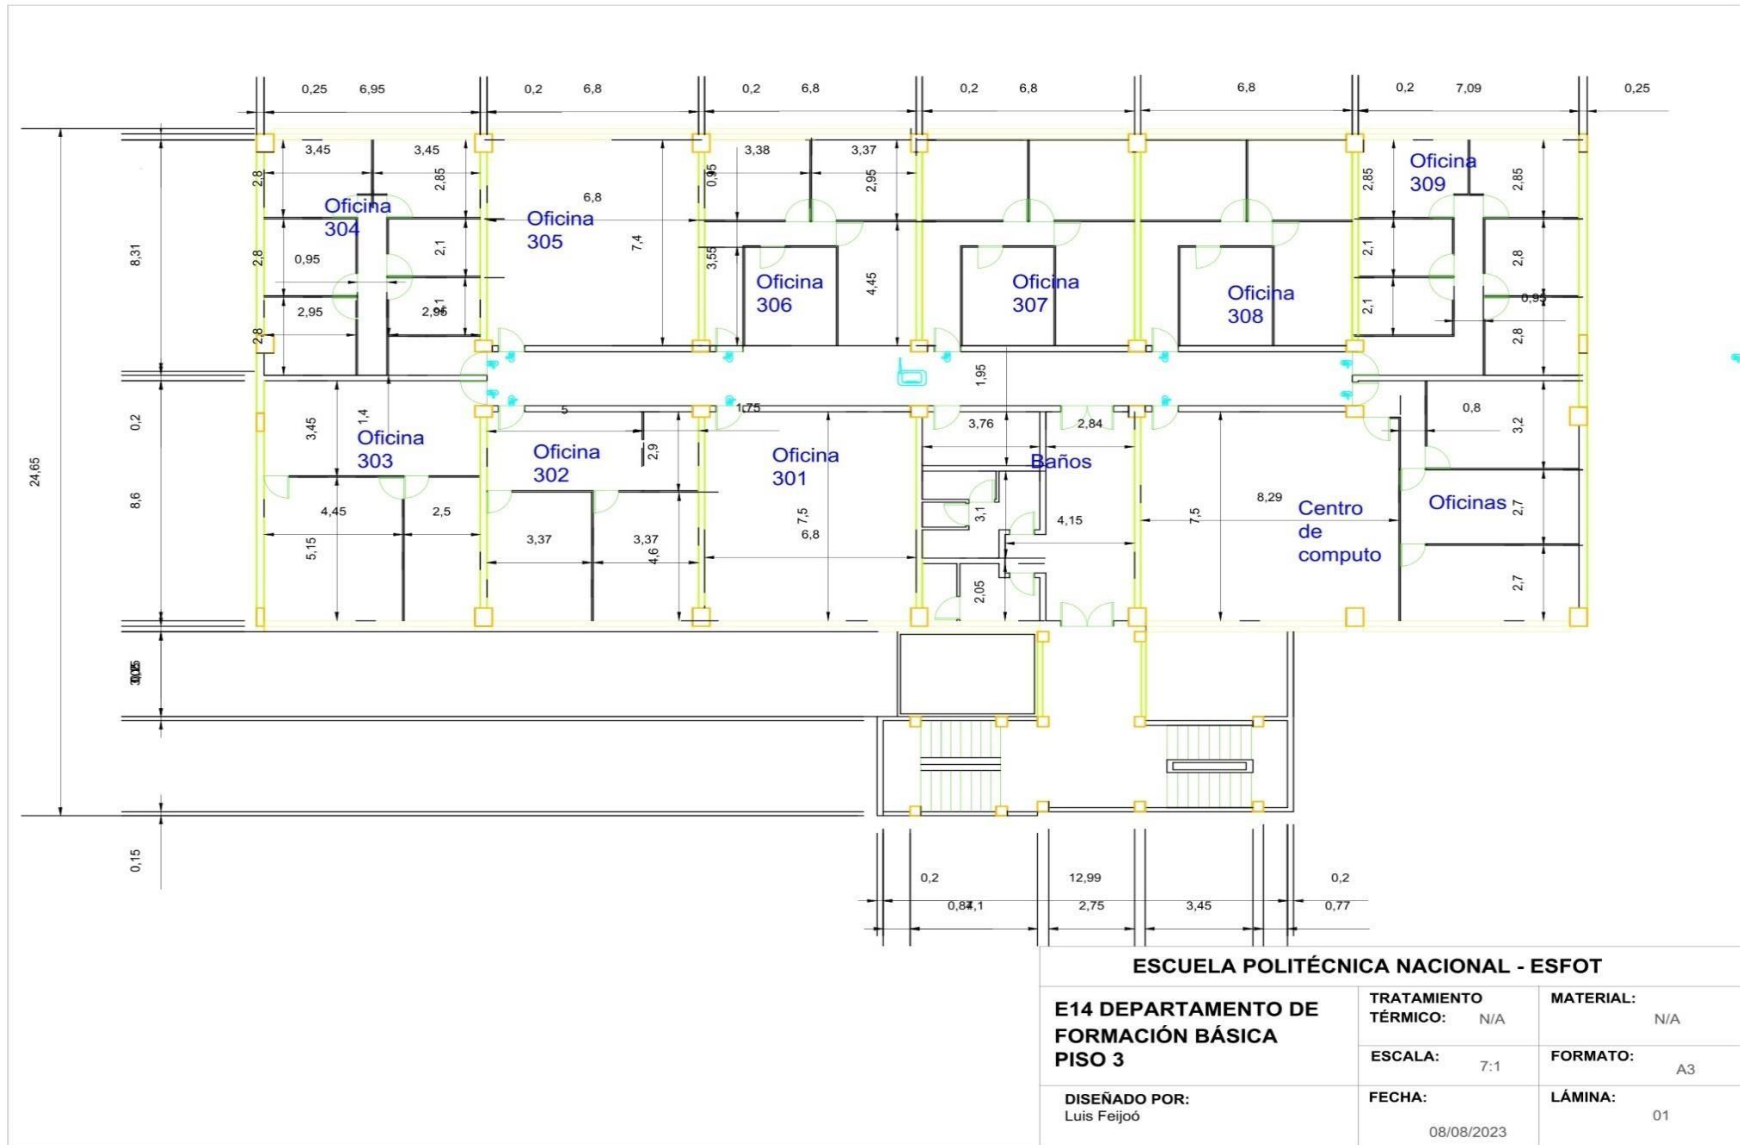 0,25 6,95 0,2 6,8 0,2 6,8 0,2 6,8 6,8 0,2 7,09 0,25
3,45 3,45 3,38 3,37
2,8 2,85 0,95 2,95 2,85 2,85
Oficina
304
6,8
Oficina
305
Oficina
309
8,31 7,4
2,8 0,95 2,1 3,55 4,45 2,1 2,8
Oficina
306
Oficina
307
Oficina
308
2,8 2,95 2,95 2,1 2,1 0,95 2,8
1,95
0,2 3,45 1,4 5 1,75 3,76 2,84 0,8 3,2
Oficina
303
Oficina
302
2,9
Oficina
301
Baños
24,65
8,6 4,45 2,5 5,15
3,37 3,37 4,6
7,5
6,8
3,1 4,15
7,5 8,29
Centro
de
computo
Oficinas
2,7
2,05 2,7
0,15
0,2 12,99 0,2
2,75 3,45 0,77
ESCUELA POLITÉCNICA NACIONAL - ESFOT
E14 DEPARTAMENTO DE
FORMACIÓN BÁSICA
PISO 3
TRATAMIENTO
TÉRMICO: N/A
MATERIAL:
N/A
ESCALA: 7:1
FORMATO:
A3
DISEÑADO POR:
Luis Feijoó
FECHA:
08/08/2023
LÁMINA:
01